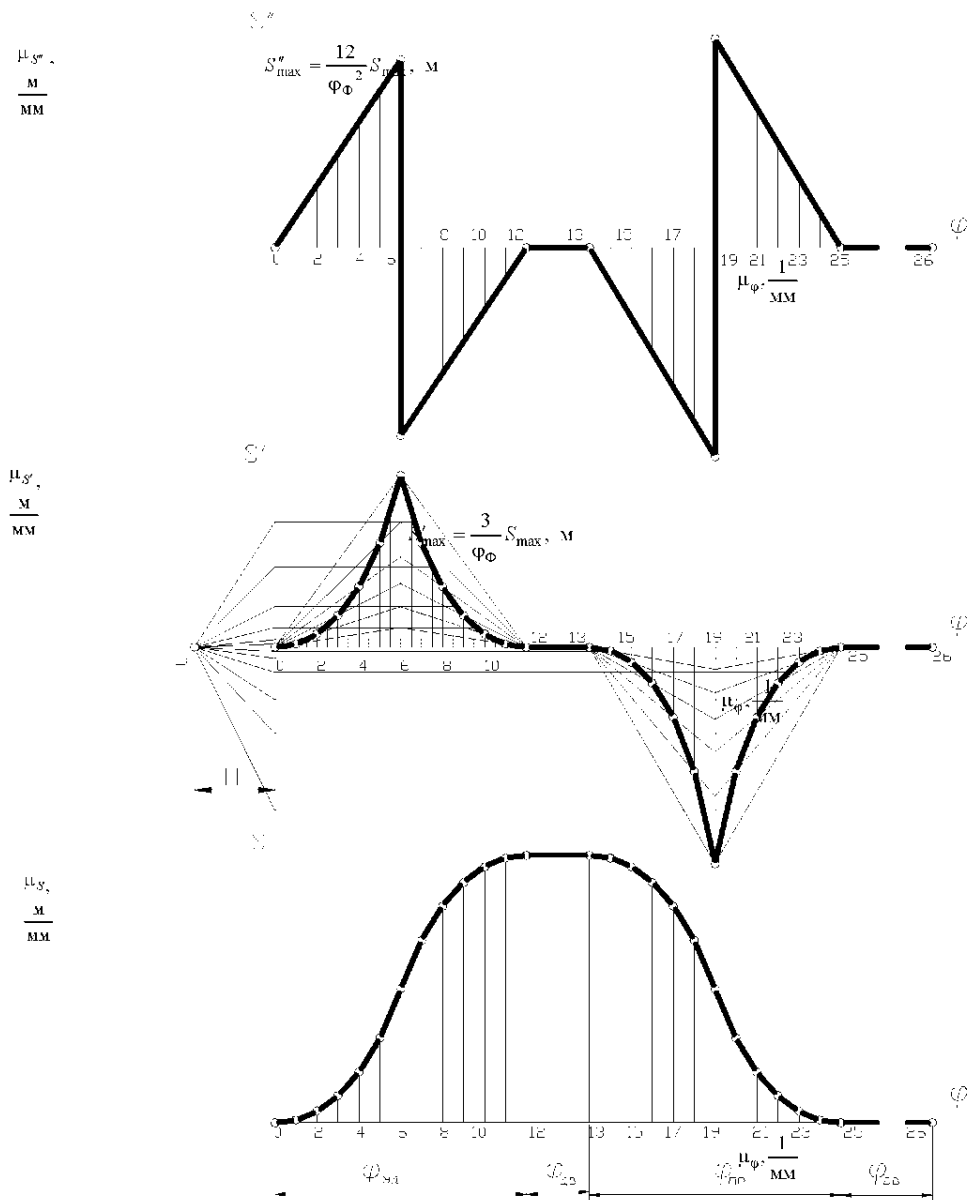 S″
μS″,
м
мм
S″max = 12/φФ² Smax, м
φ
8 10 12 13 15 17
0 2 4 6 19 21 23 25 26
μφ, 1/мм
S′
μS′,
м
мм
S′max = 3/φФ Smax, м
φ
12 13 15 17 19 21 23
0 2 4 6 8 10 25 26
μφ, 1/мм
H
S
μS,
м
мм
φ
0 2 4 6 8 10 12 13 15 17 19 21 23 25 26
μφ, 1/мм